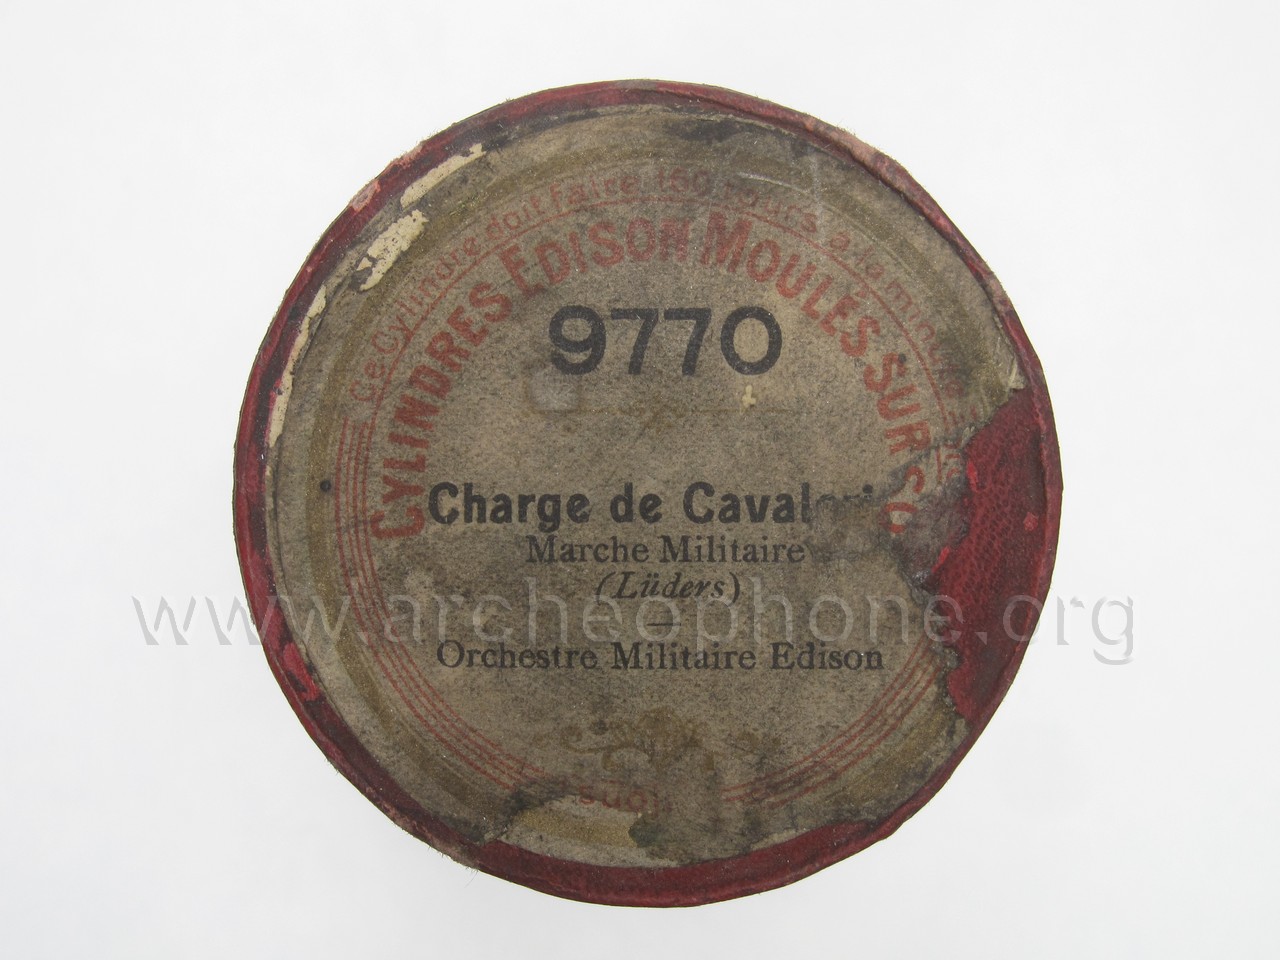 Ce Cylindre doit faire 160 tours à la minute
CYLINDRES EDISON MOULÉS SUR
9770
Charge de Caval
Marche Militaire
(Lüders)
Orchestre Militaire Edison
www.archeophone.org